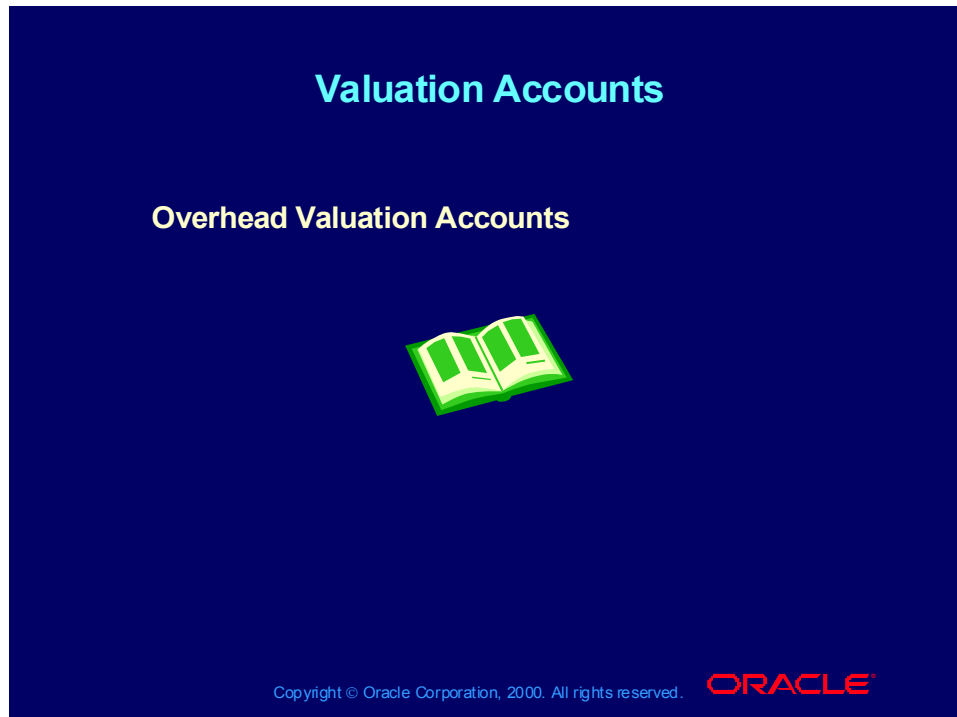 Valuation Accounts
Overhead Valuation Accounts
Copyright © Oracle Corporation, 2000. All rights reserved.
ORACLE®